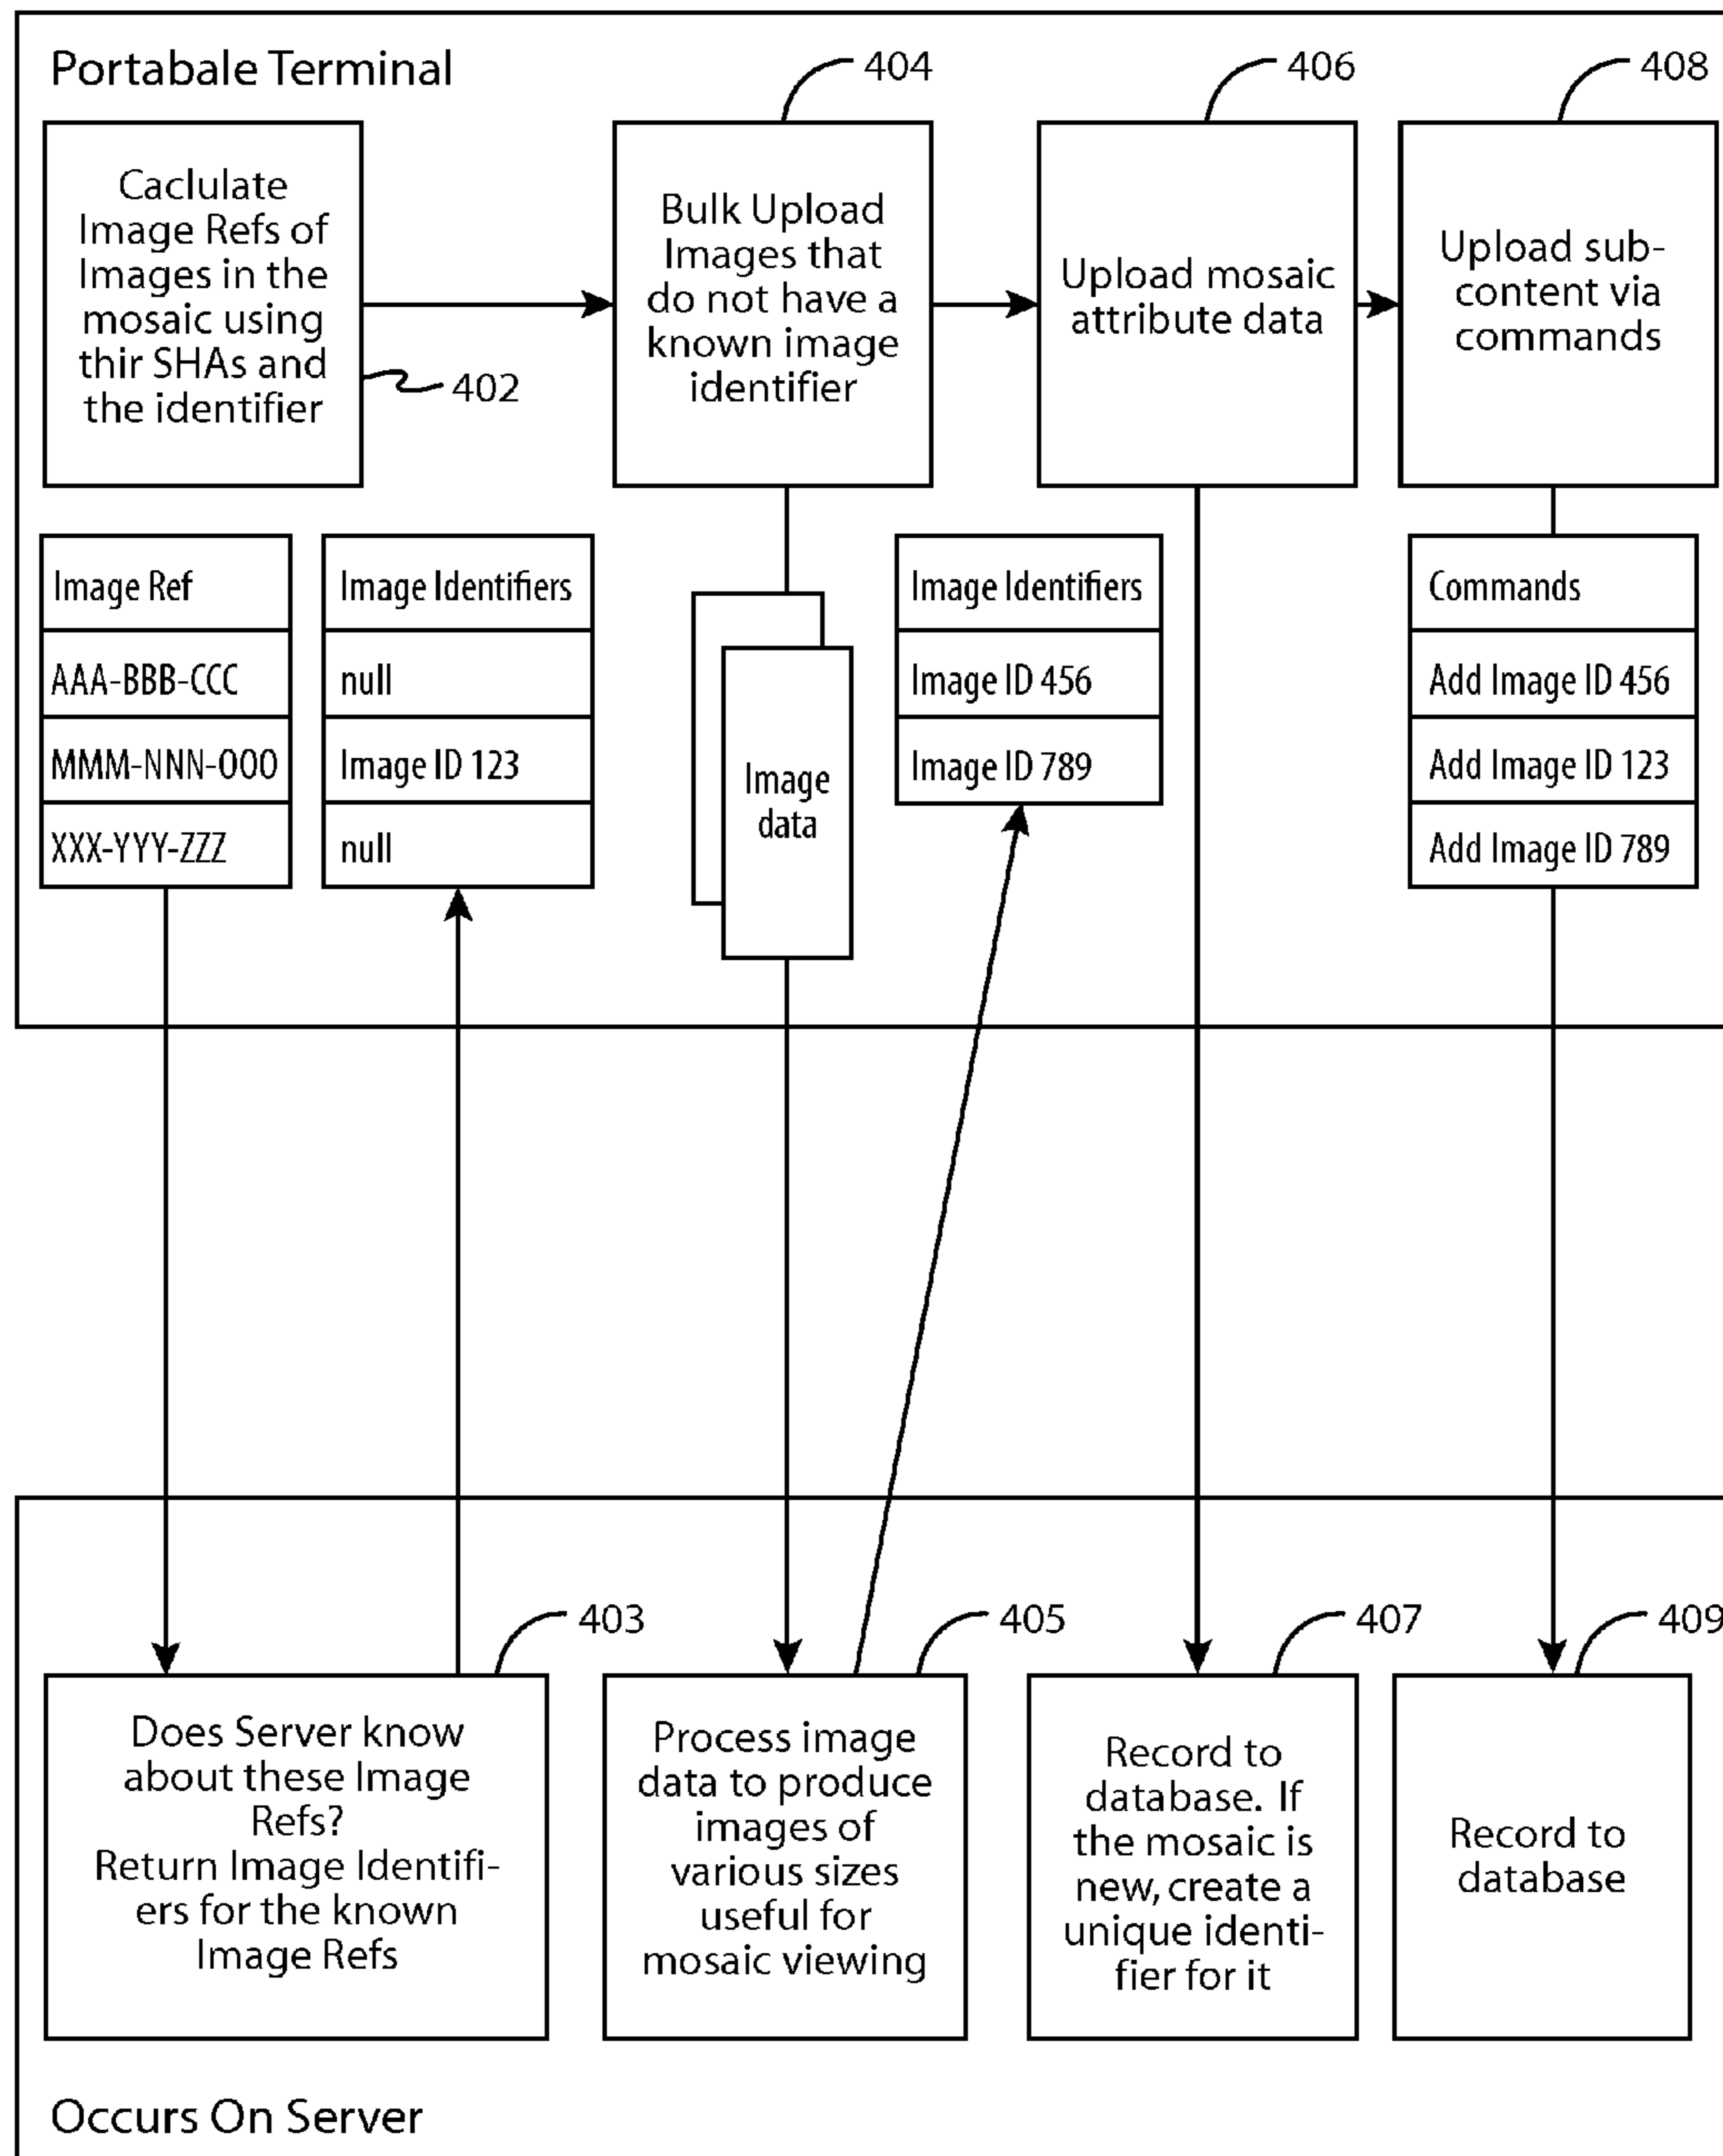 Portabale Terminal
404
406
408
Caclulate
Image Refs of
Images in the
mosaic using
thir SHAs and
the identifier
402
Bulk Upload
Images that
do not have a
known image
identifier
Upload mosaic
attribute data
Upload sub-
content via
commands
Image Ref
AAA-BBB-CCC
MMM-NNN-OOO
XXX-YYY-ZZZ
Image Identifiers
null
Image ID 123
null
Image
data
Image Identifiers
Image ID 456
Image ID 789
Commands
Add Image ID 456
Add Image ID 123
Add Image ID 789
403
405
407
409
Does Server know
about these Image
Refs?
Return Image Identifi-
ers for the known
Image Refs
Process image
data to produce
images of
various sizes
useful for
mosaic viewing
Record to
database. If
the mosaic is
new, create a
unique identi-
fier for it
Record to
database
Occurs On Server